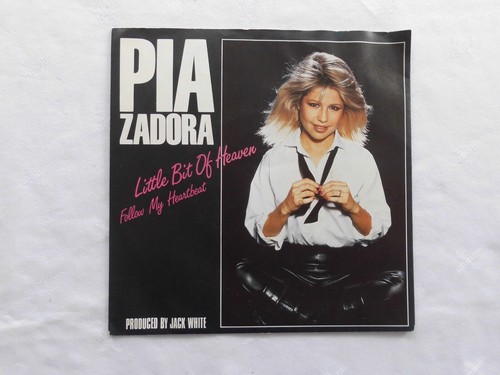 PIA
ZADORA
Little Bit Of Heaven
Follow My Heartbeat
PRODUCED BY JACK WHITE